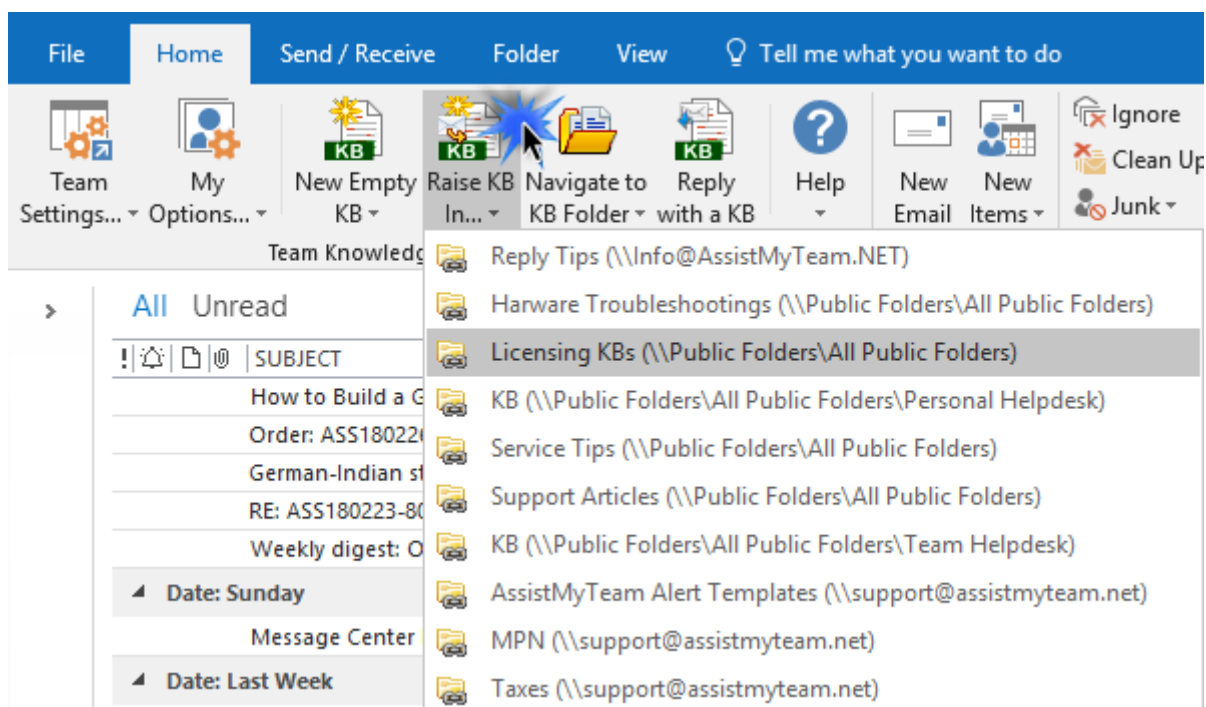 File Home Send / Receive Folder View Tell me what you want to do
Team Settings...
My Options...
KB
New Empty KB
KB
Raise KB In...
Navigate to KB Folder
KB
Reply with a KB
? Help
New Email
New Items
Ignore
Clean Up
Junk
Team Knowledg
All Unread
! SUBJECT
How to Build a G
Order: ASS18022
German-Indian st
RE: ASS180223-80
Weekly digest: O
Date: Sunday
Message Center
Date: Last Week
Reply Tips (\\Info@AssistMyTeam.NET)
Harware Troubleshootings (\\Public Folders\All Public Folders)
Licensing KBs (\\Public Folders\All Public Folders)
KB (\\Public Folders\All Public Folders\Personal Helpdesk)
Service Tips (\\Public Folders\All Public Folders)
Support Articles (\\Public Folders\All Public Folders)
KB (\\Public Folders\All Public Folders\Team Helpdesk)
AssistMyTeam Alert Templates (\\support@assistmyteam.net)
MPN (\\support@assistmyteam.net)
Taxes (\\support@assistmyteam.net)